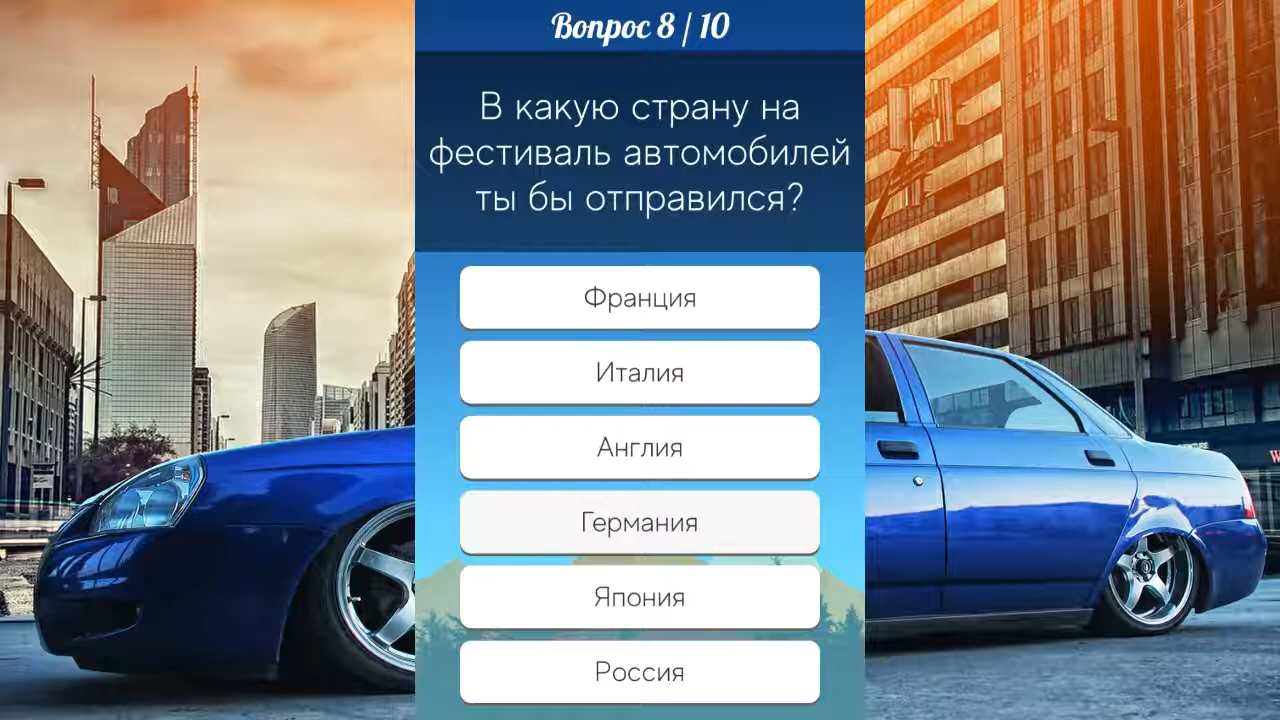 Вопрос 8 / 10
В какую страну на
фестиваль автомобилей
ты бы отправился?
Франция
Италия
Англия
Германия
Япония
Россия